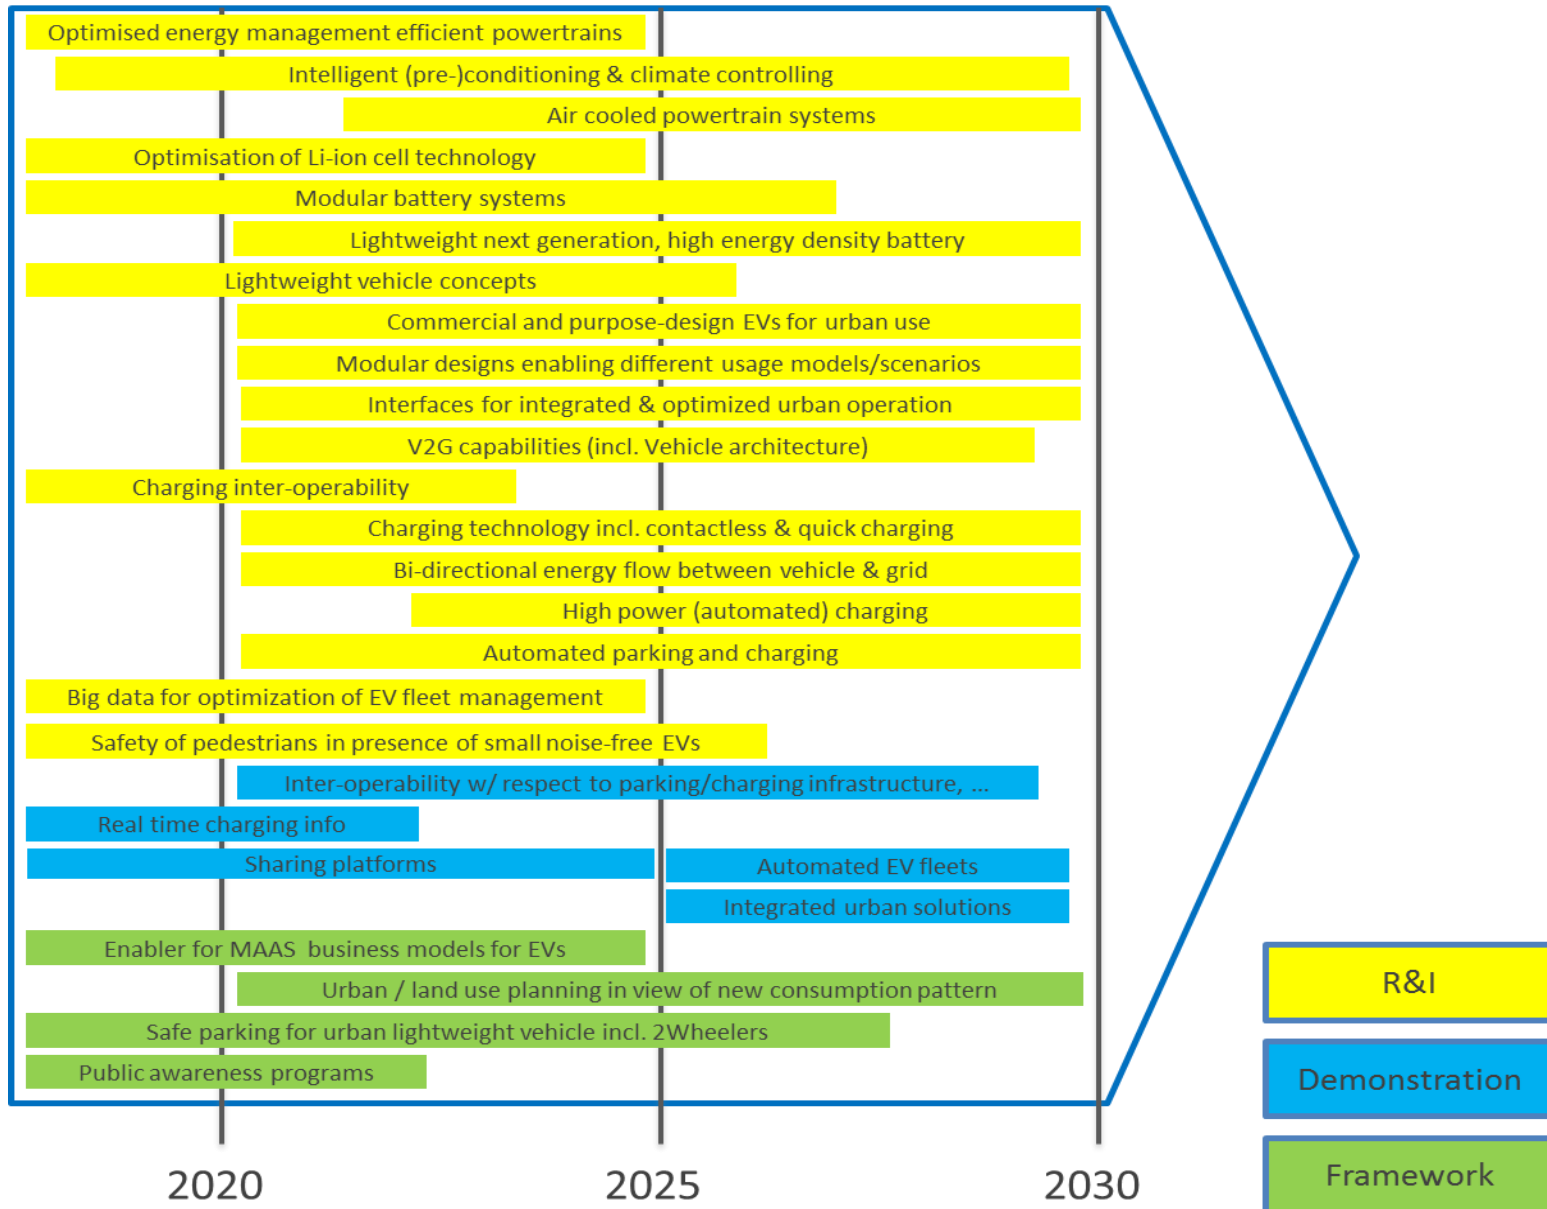 Optimised energy management efficient powertrains
Intelligent (pre-)conditioning & climate controlling
Air cooled powertrain systems
Optimisation of Li-ion cell technology
Modular battery systems
Lightweight next generation, high energy density battery
Lightweight vehicle concepts
Commercial and purpose-design EVs for urban use
Modular designs enabling different usage models/scenarios
Interfaces for integrated & optimized urban operation
V2G capabilities (incl. Vehicle architecture)
Charging inter-operability
Charging technology incl. contactless & quick charging
Bi-directional energy flow between vehicle & grid
High power (automated) charging
Automated parking and charging
Big data for optimization of EV fleet management
Safety of pedestrians in presence of small noise-free EVs
Inter-operability w/ respect to parking/charging infrastructure, ...
Real time charging info
Sharing platforms
Automated EV fleets
Integrated urban solutions
Enabler for MAAS business models for EVs
Urban / land use planning in view of new consumption pattern
Safe parking for urban lightweight vehicle incl. 2Wheelers
Public awareness programs
R&I
Demonstration
Framework
2020
2025
2030